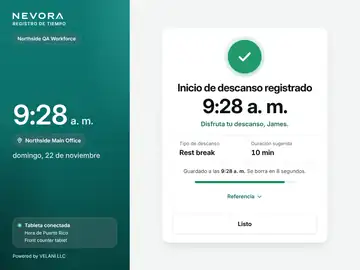 NEVORA
REGISTRO DE TIEMPO
Northside QA Workforce
9:28 a. m.
Northside Main Office
domingo, 22 de noviembre
Tableta conectada
Hora de Puerto Rico
Front counter tablet
Powered by VELANI LLC
Inicio de descanso registrado
9:28 a. m.
Disfruta tu descanso, James.
Tipo de descanso
Rest break
Duración sugerida
10 min
Guardado a las 9:28 a. m. Se borra en 8 segundos.
Referencia
Listo